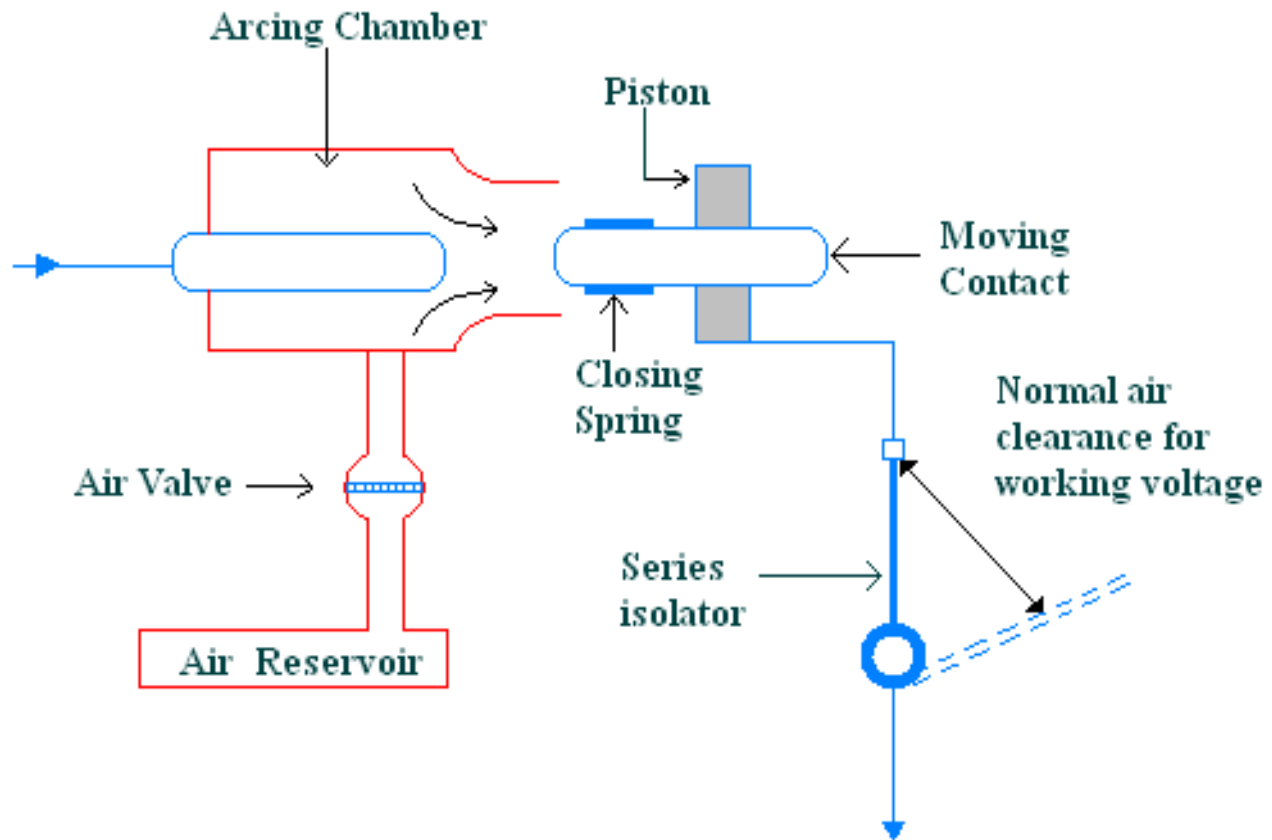 Arcing Chamber
Piston
Moving
Contact
Closing
Spring
Normal air
clearance for
working voltage
Air Valve
Series
isolator
Air Reservoir